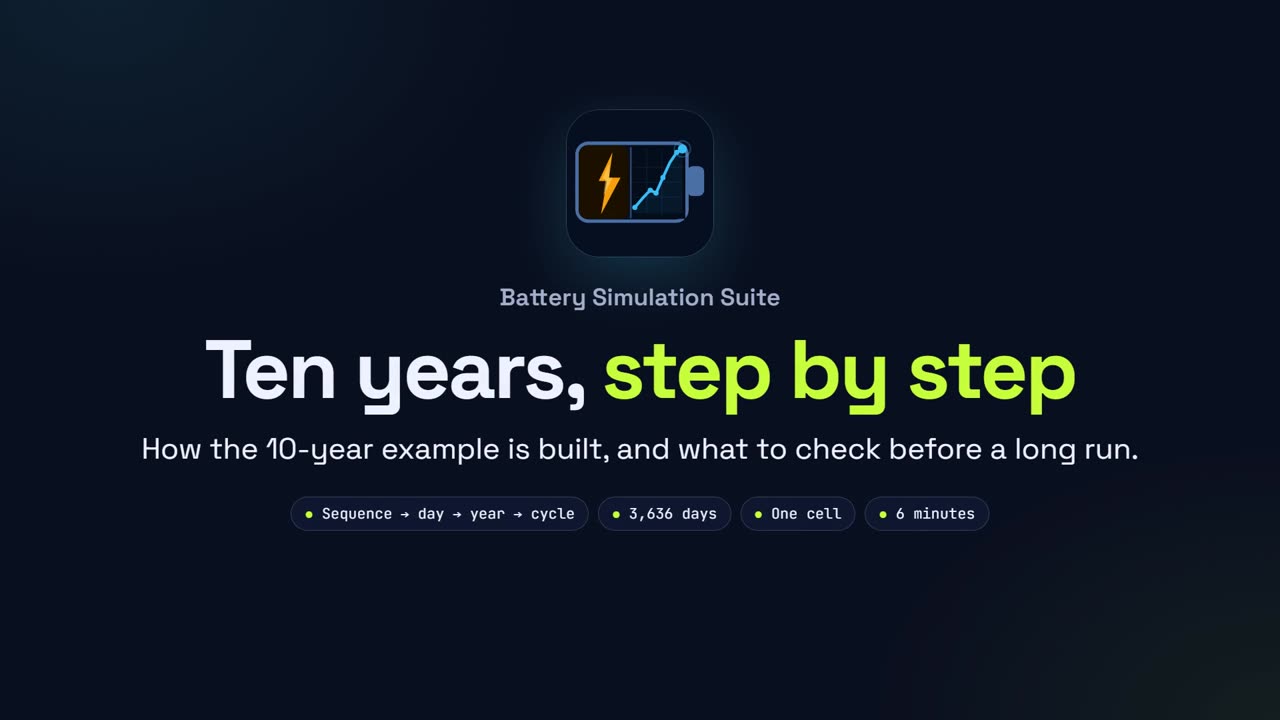 Battery Simulation Suite
Ten years, step by step
How the 10-year example is built, and what to check before a long run.
Sequence → day → year → cycle
3,636 days
One cell
6 minutes